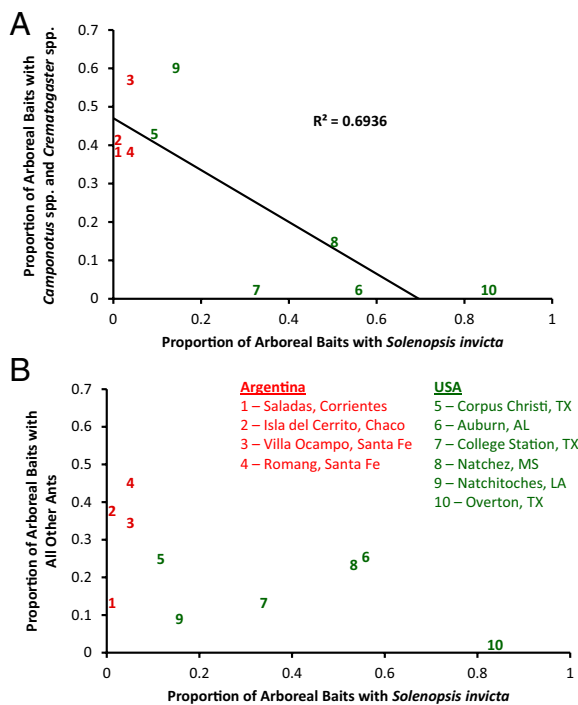 A
Proportion of Arboreal Baits with
Camponotus spp. and Crematogaster spp.
0.7
0.6
0.5
0.4
0.3
0.2
0.1
0
3
9
2
5
1
4
R² = 0.6936
8
7
6
10
0
0.2
0.4
0.6
0.8
1
Proportion of Arboreal Baits with Solenopsis invicta
B
Proportion of Arboreal Baits with
All Other Ants
0.7
0.6
0.5
0.4
0.3
0.2
0.1
0
Argentina
1 – Saladas, Corrientes
2 – Isla del Cerrito, Chaco
3 – Villa Ocampo, Santa Fe
4 – Romang, Santa Fe
USA
5 – Corpus Christi, TX
6 – Auburn, AL
7 – College Station, TX
8 – Natchez, MS
9 – Natchitoches, LA
10 – Overton, TX
4
2
3
5
6
8
1
7
9
10
0
0.2
0.4
0.6
0.8
1
Proportion of Arboreal Baits with Solenopsis invicta